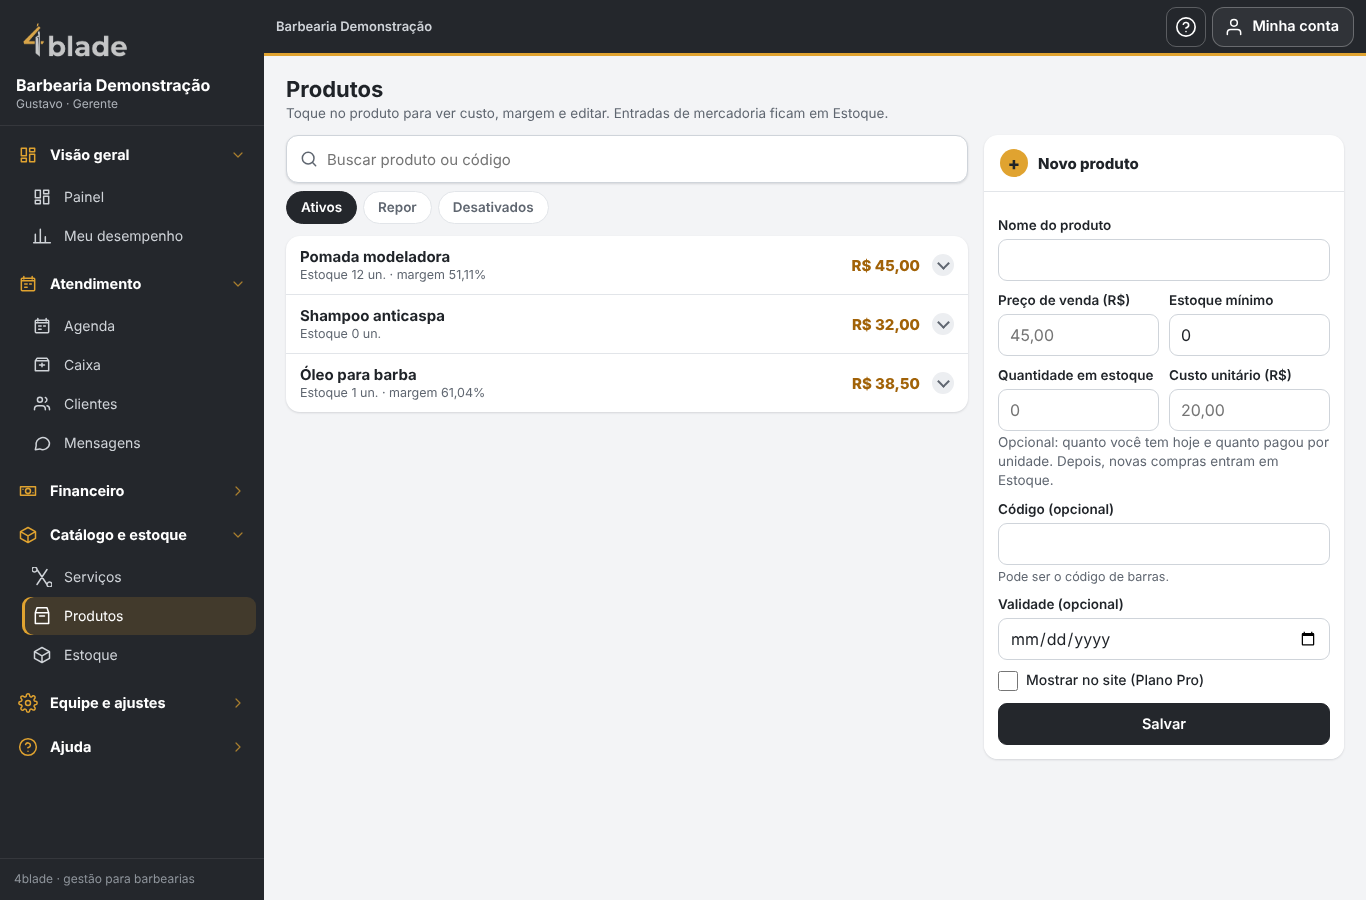 4blade
Barbearia Demonstração
Gustavo · Gerente
Visão geral
Painel
Meu desempenho
Atendimento
Agenda
Caixa
Clientes
Mensagens
Financeiro
Catálogo e estoque
Serviços
Produtos
Estoque
Equipe e ajustes
Ajuda
4blade · gestão para barbearias
Barbearia Demonstração
Minha conta
Produtos
Toque no produto para ver custo, margem e editar. Entradas de mercadoria ficam em Estoque.
Buscar produto ou código
Ativos Repor Desativados
Pomada modeladora
Estoque 12 un. · margem 51,11%
R$ 45,00
Shampoo anticaspa
Estoque 0 un.
R$ 32,00
Óleo para barba
Estoque 1 un. · margem 61,04%
R$ 38,50
+ Novo produto
Nome do produto
Preço de venda (R$) Estoque mínimo
45,00 0
Quantidade em estoque Custo unitário (R$)
0 20,00
Opcional: quanto você tem hoje e quanto pagou por
unidade. Depois, novas compras entram em
Estoque.
Código (opcional)
Pode ser o código de barras.
Validade (opcional)
mm/dd/yyyy
Mostrar no site (Plano Pro)
Salvar